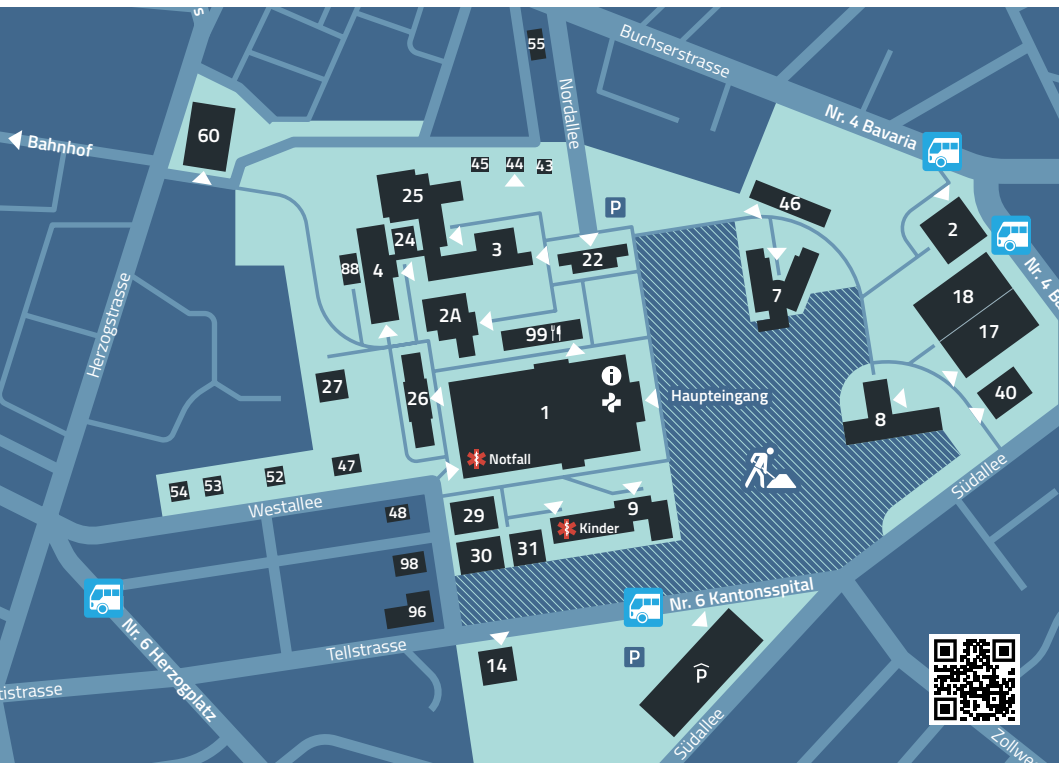 s
55
Buchserstrasse
Nordallee
Nr. 4 Bavaria
60
Bahnhof
45
44
43
25
46
P
2
24
3
22
88
4
7
Nr. 4 Ba
18
2A
99
17
Herzogstrasse
27
26
1
Haupteingang
40
8
Notfall
47
52
53
54
Südallee
Westallee
48
29
9
Kinder
30
31
98
Nr. 6 Kantonsspital
96
Nr. 6 Herzogplatz
Tellstrasse
14
P
P
tistrasse
Südallee
Zollwe